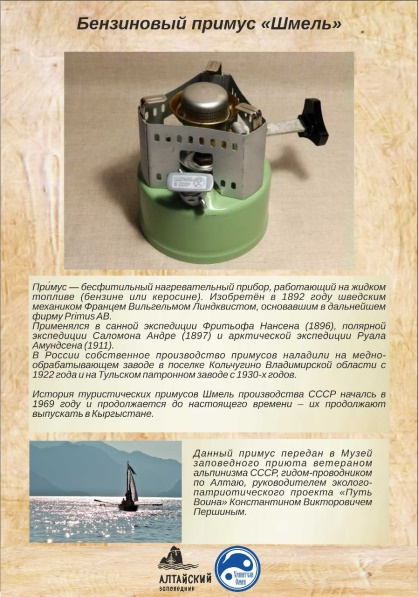 Бензиновый примус «Шмель»
При́мус — бесфитильный нагревательный прибор, работающий на жидком
топливе (бензине или керосине). Изобретён в 1892 году шведским
механиком Францем Вильгельмом Линдквистом, основавшим в дальнейшем
фирму Primus AB.
Применялся в санной экспедиции Фритьофа Нансена (1896), полярной
экспедиции Саломона Андре (1897) и арктической экспедиции Руала
Амундсена (1911).
В России собственное производство примусов наладили на медно-
обрабатывающем заводе в поселке Кольчугино Владимирской области с
1922 года и на Тульском патронном заводе с 1930-х годов.
История туристических примусов Шмель производства СССР началсь в
1969 году и продолжается до настоящего времени – их продолжают
выпускать в Кыргыстане.
Данный примус передан в Музей
заповедного приюта ветераном
альпинизма СССР, гидом-проводником
по Алтаю, руководителем эколого-
патриотического проекта «Путь
Воина» Константином Викторовичем
Першиным.
АЛТАЙСКИЙ
ЗАПОВЕДНИК